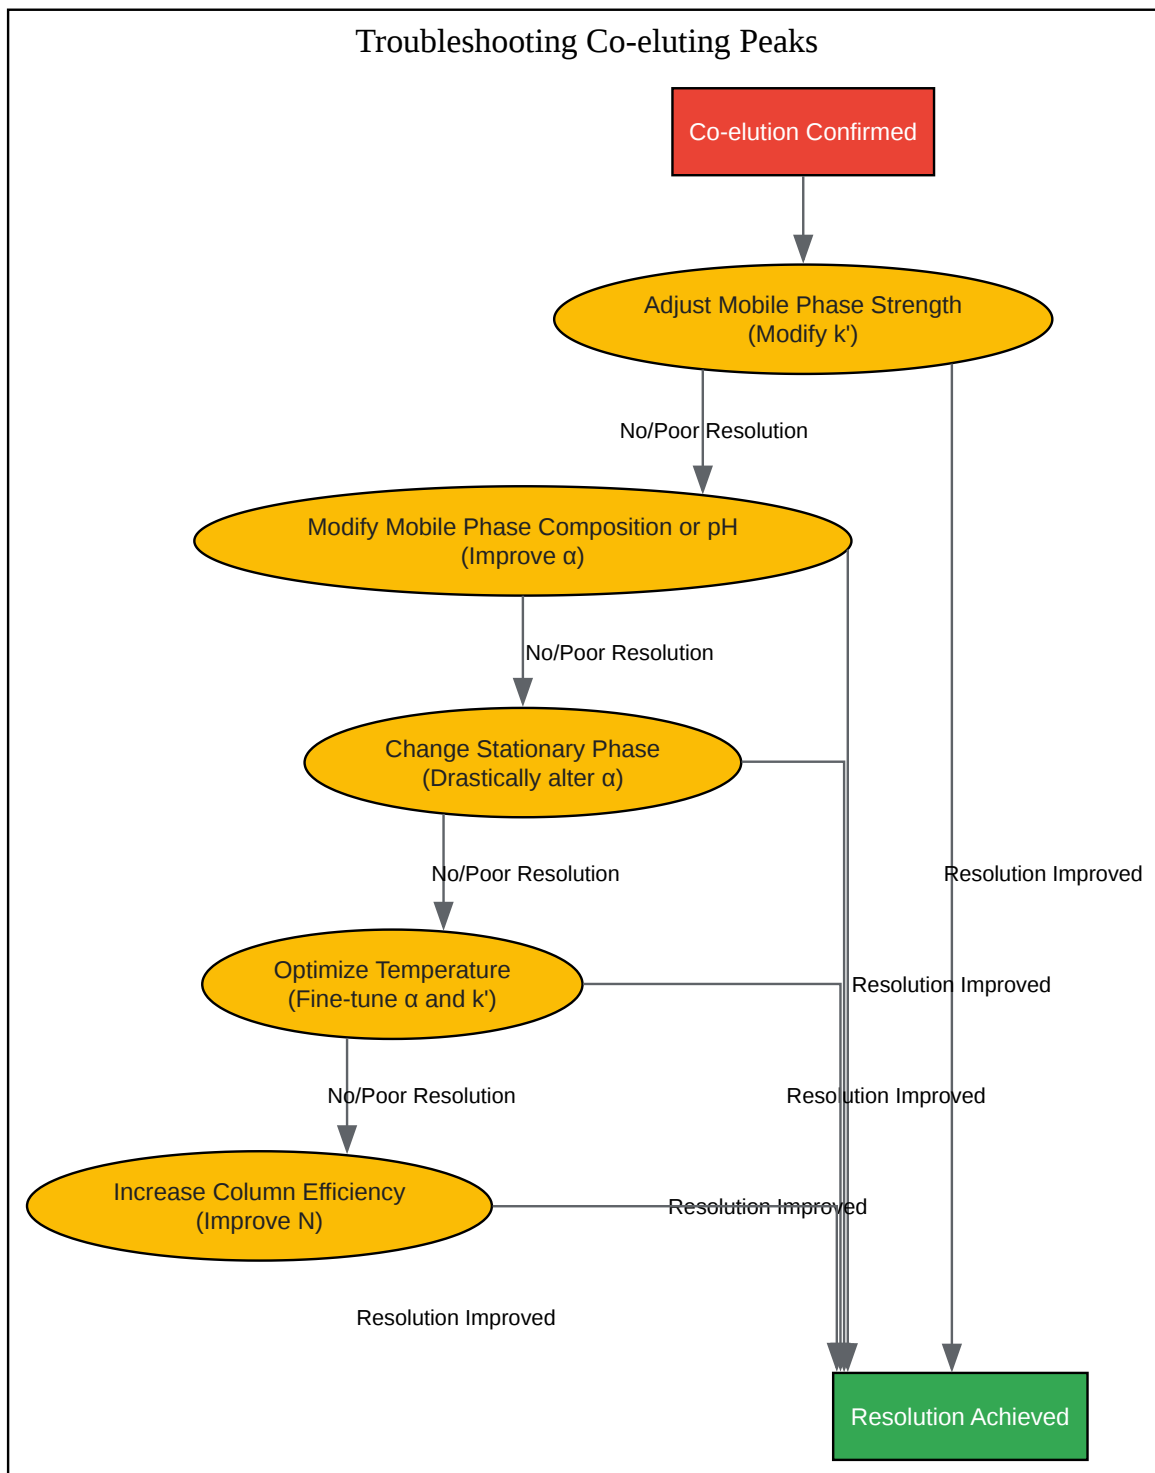 Troubleshooting Co-eluting Peaks
Co-elution Confirmed
Adjust Mobile Phase Strength
(Modify k')
No/Poor Resolution
Modify Mobile Phase Composition or pH
(Improve α)
No/Poor Resolution
Change Stationary Phase
(Drastically alter α)
No/Poor Resolution
Resolution Improved
Optimize Temperature
(Fine-tune α and k')
Resolution Improved
No/Poor Resolution
Resolution Improved
Increase Column Efficiency
(Improve N)
Resolution Improved
Resolution Improved
Resolution Achieved